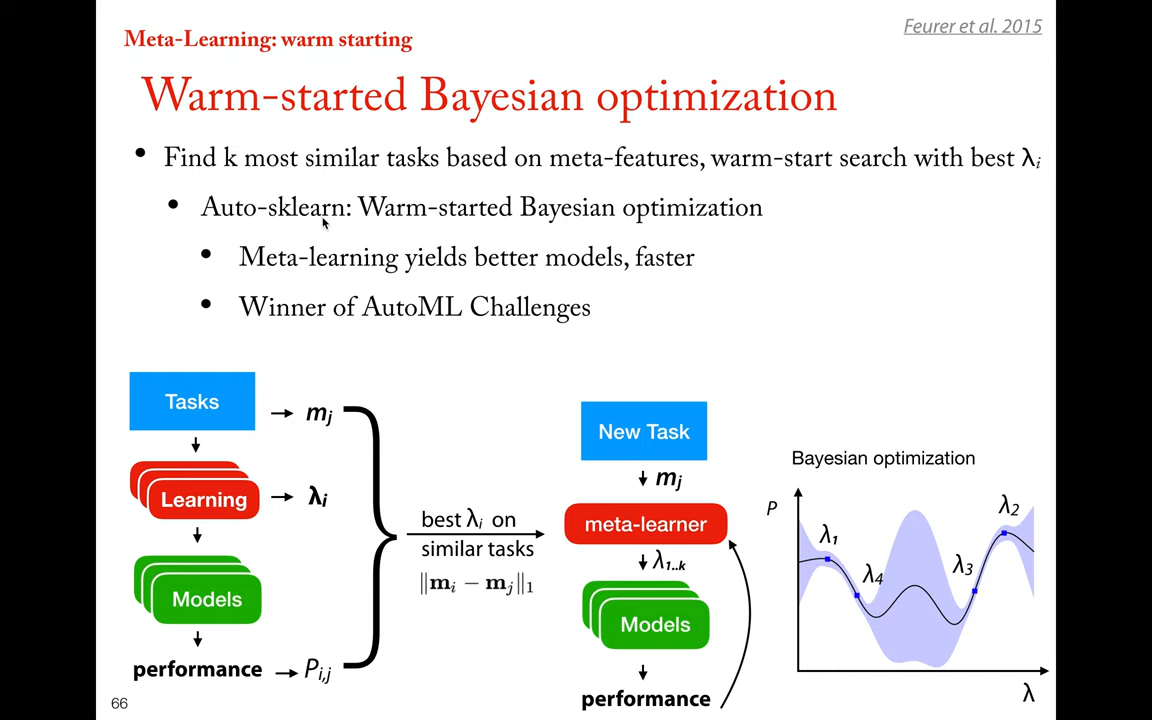 Meta-Learning: warm starting
Feurer et al. 2015
Warm-started Bayesian optimization
• Find k most similar tasks based on meta-features, warm-start search with best λi
• Auto-sklearn: Warm-started Bayesian optimization
• Meta-learning yields better models, faster
• Winner of AutoML Challenges
Tasks
mj
Learning
λi
Models
performance
Pi,j
best λi on
similar tasks
‖mi − mj‖1
New Task
mj
meta-learner
λ1..k
Models
performance
Bayesian optimization
P
λ1
λ4
λ3
λ2
λ
66